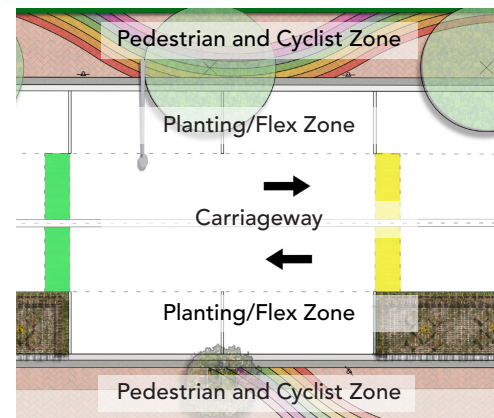 Pedestrian and Cyclist Zone
Planting/Flex Zone
Carriageway
Planting/Flex Zone
Pedestrian and Cyclist Zone